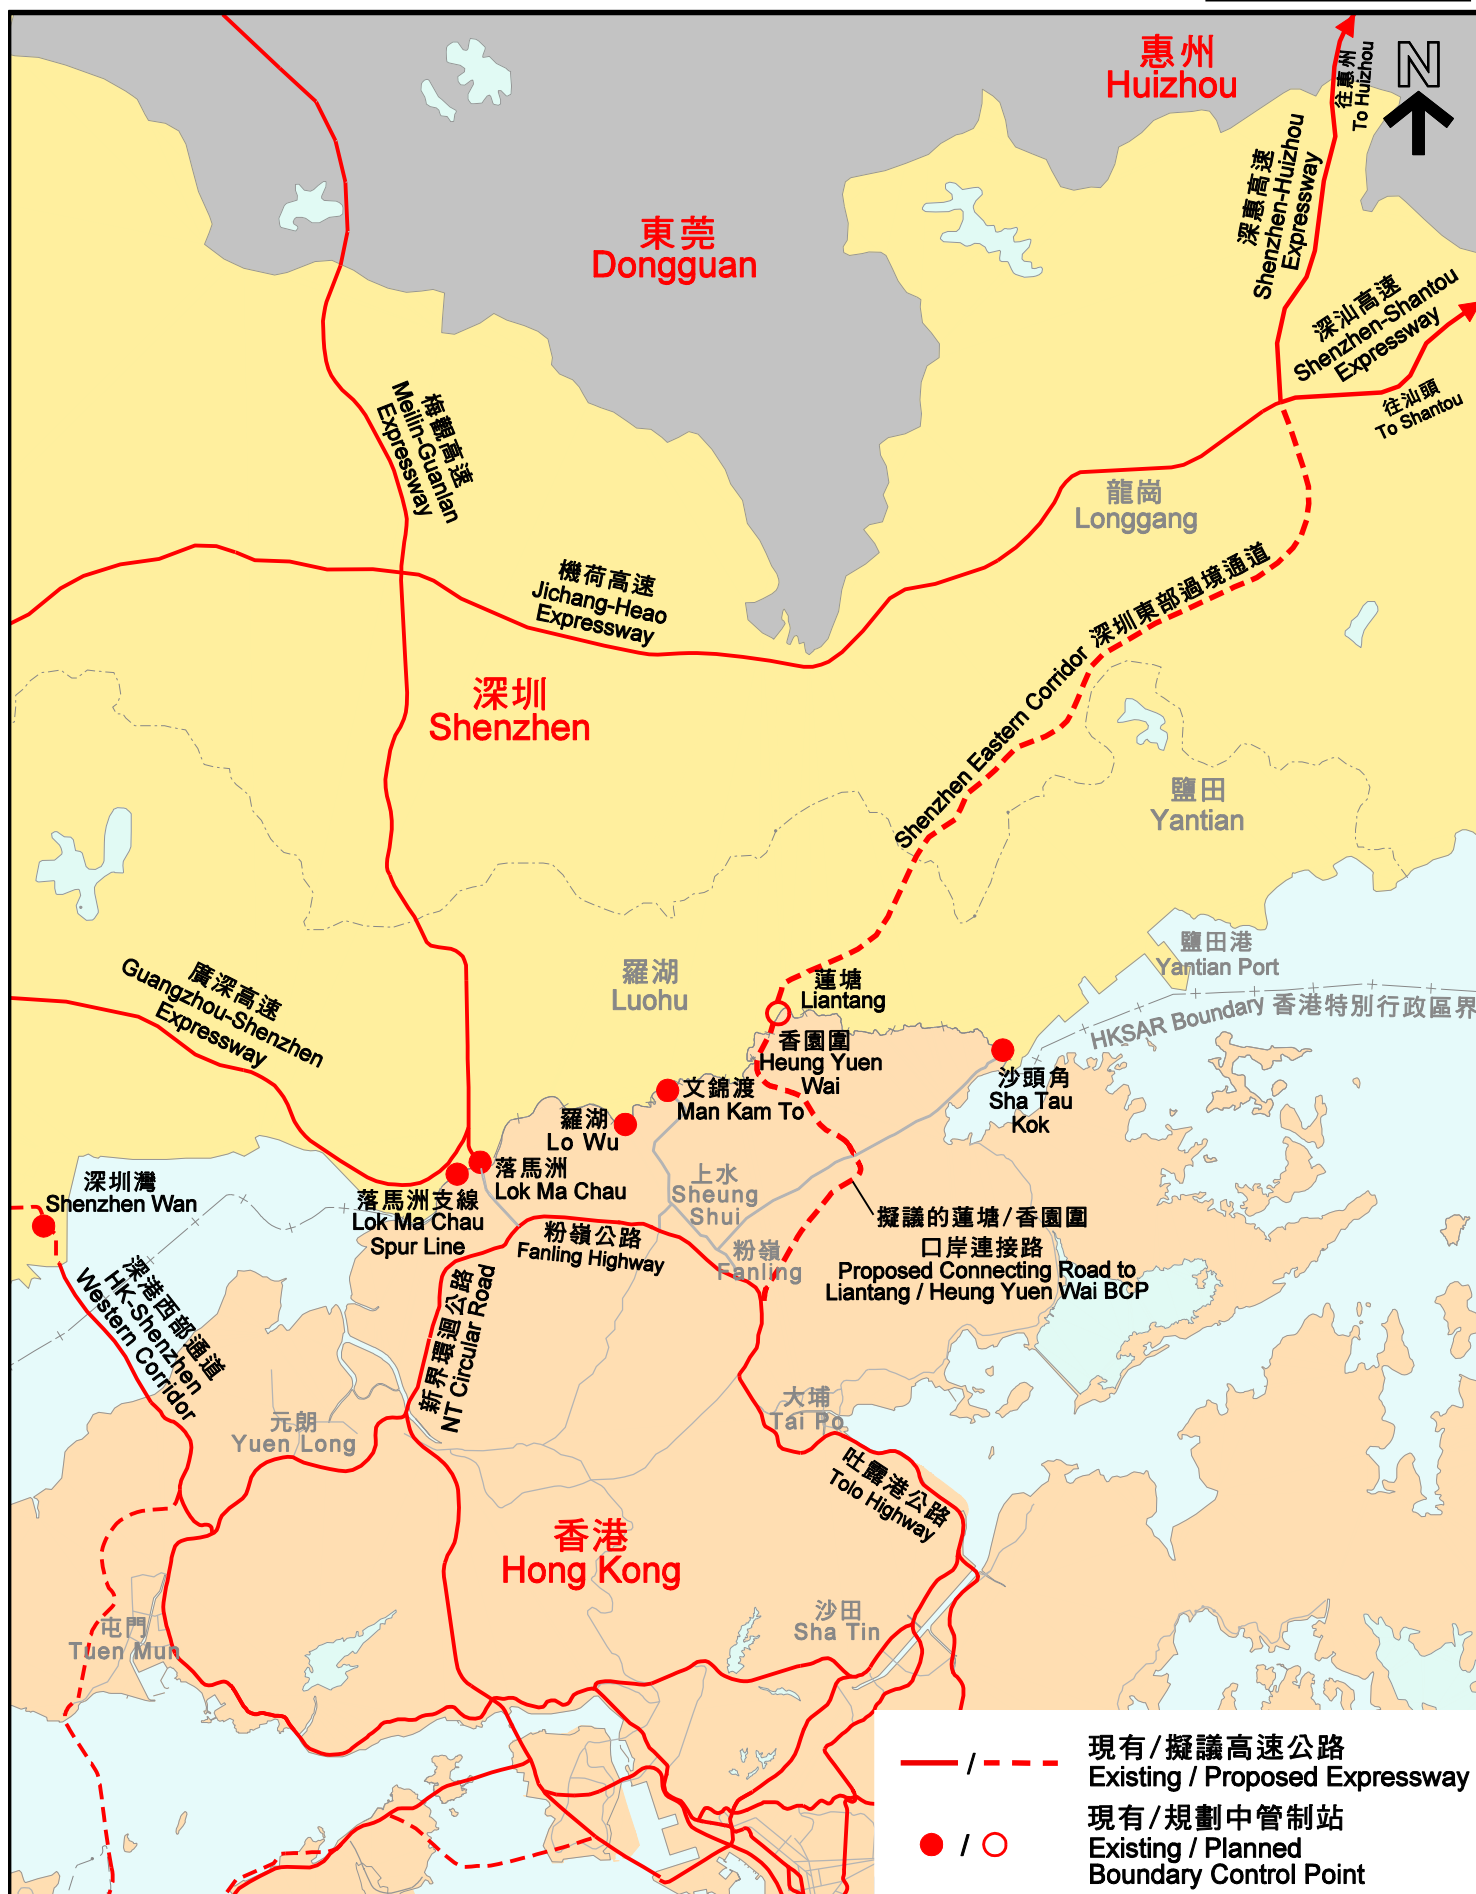 惠州
Huizhou
N
往惠州
To Huizhou
深惠高速
Shenzhen-Huizhou
Expressway
東莞
Dongguan
深汕高速
Shenzhen-Shantou
Expressway
往汕頭
To Shantou
梅觀高速
Meilin-Guanlan
Expressway
龍崗
Longgang
機荷高速
Jichang-Heao
Expressway
Shenzhen Eastern Corridor 深圳東部過境通道
深圳
Shenzhen
鹽田
Yantian
鹽田港
Yantian Port
HKSAR Boundary 香港特別行政區界
羅湖
Luohu
蓮塘
Liantang
廣深高速
Guangzhou-Shenzhen
Expressway
香園圍
Heung Yuen
Wai
沙頭角
Sha Tau
Kok
文錦渡
Man Kam To
羅湖
Lo Wu
落馬洲
Lok Ma Chau
深圳灣
Shenzhen Wan
落馬洲支線
Lok Ma Chau
Spur Line
上水
Sheung
Shui
擬議的蓮塘/香園圍
口岸連接路
Proposed Connecting Road to
Liantang / Heung Yuen Wai BCP
粉嶺公路
Fanling Highway
粉嶺
Fanling
深港西部通道
HK-Shenzhen
Western Corridor
新界環迴公路
NT Circular Road
元朗
Yuen Long
大埔
Tai Po
吐露港公路
Tolo Highway
香港
Hong Kong
屯門
Tuen Mun
沙田
Sha Tin
/
現有/擬議高速公路
Existing / Proposed Expressway
/
現有/規劃中管制站
Existing / Planned
Boundary Control Point